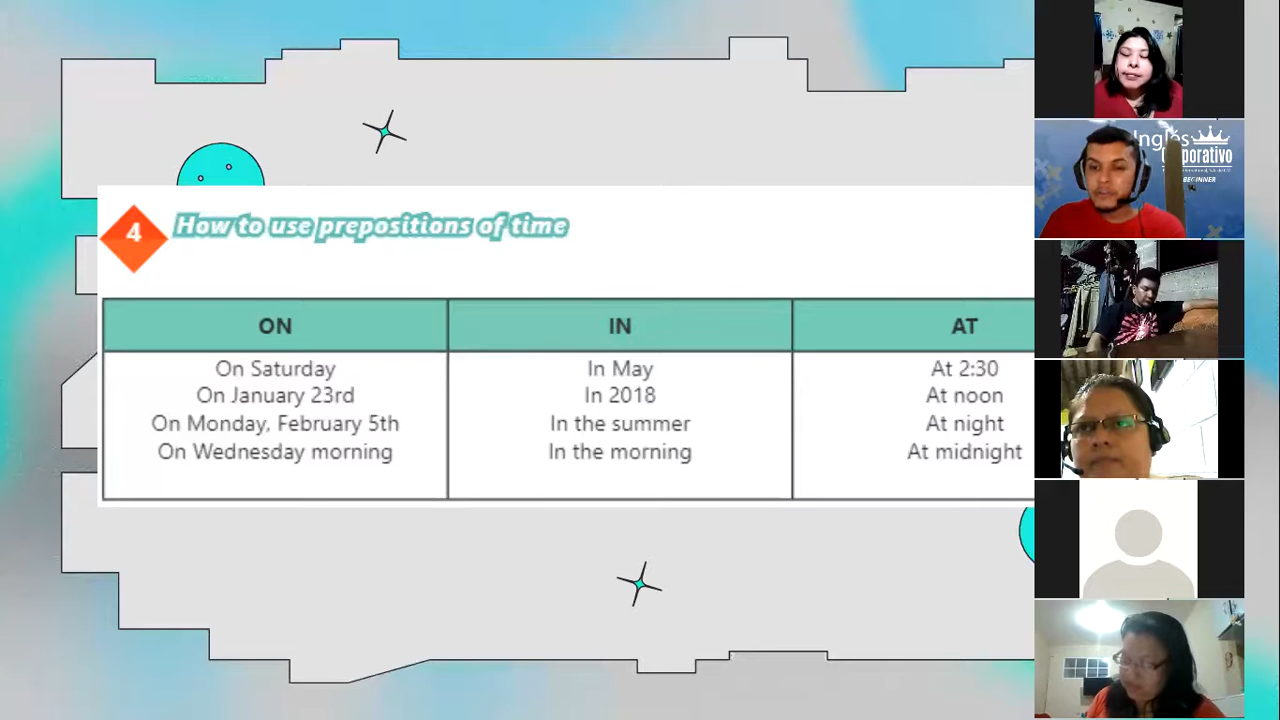 4
How to use prepositions of time
ON
IN
AT
On Saturday
In May
At 2:30
On January 23rd
In 2018
At noon
On Monday, February 5th
In the summer
At night
On Wednesday morning
In the morning
At midnight
Inglés
BEGINNER